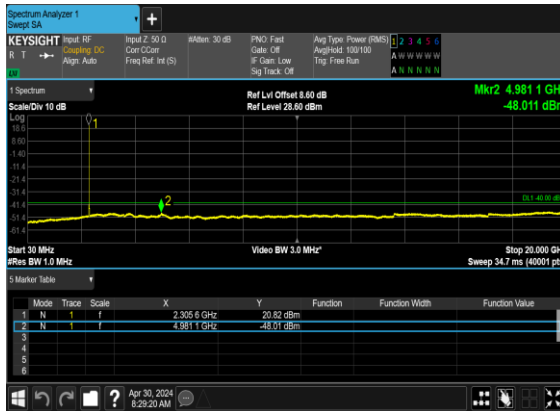 Spectrum Analyzer 1
Swept SA
+
KEYSIGHT Input: RF Input Z: 50 Ω #Atten: 30 dB PNO: Fast Avg Type: Power (RMS) 1 2 3 4 5 6
R T Coupling: DC Corr CCorr Gate: Off Avg|Hold: 100/100 A W W W W W
Align: Auto Freq Ref: Int (S) IF Gain: Low Trig: Free Run
LXI Sig Track: Off A N N N N N
1 Spectrum
Scale/Div 10 dB
Ref Lvl Offset 8.60 dB
Ref Level 28.60 dBm
Mkr2 4.981 1 GH
-48.011 dBr
Log
18.6
8.60
-1.40
-11.4
-21.4
-31.4
-41.4
-51.4
-61.4
1
2
DL1 -40.00 dB
Start 30 MHz Video BW 3.0 MHz* Stop 20.000 GH
#Res BW 1.0 MHz Sweep 34.7 ms (40001 pts
5 Marker Table
Mode Trace Scale X Y Function Function Width Function Value
1 N 1 f 2.305 6 GHz 20.82 dBm
2 N 1 f 4.981 1 GHz -48.01 dBm
3
4
5
6
?
Apr 30, 2024
8:29:20 AM